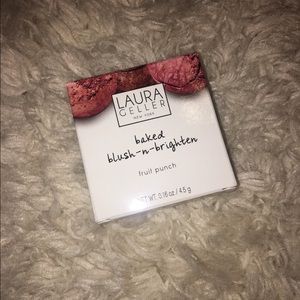 LAURA
GELLER
NEW YORK
baked
blush-n-brighten
fruit punch
NET WT. 0.16 oz / 4.5 g